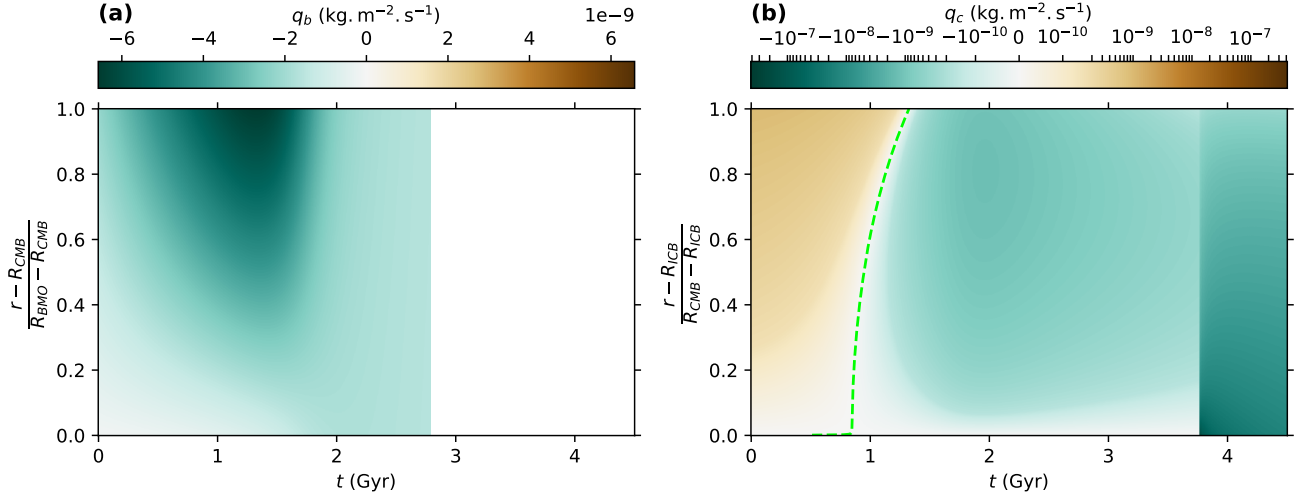 (a)
q_b (kg.m⁻².s⁻¹)
1e−9
−6 −4 −2 0 2 4 6
1.0
0.8
0.6
0.4
0.2
0.0
r − R_CMB
R_BMO − R_CMB
0 1 2 3 4
t (Gyr)
(b)
q_c (kg.m⁻².s⁻¹)
−10⁻⁷ −10⁻⁸ −10⁻⁹ −10⁻¹⁰ 0 10⁻¹⁰ 10⁻⁹ 10⁻⁸ 10⁻⁷
1.0
0.8
0.6
0.4
0.2
0.0
r − R_ICB
R_CMB − R_ICB
0 1 2 3 4
t (Gyr)